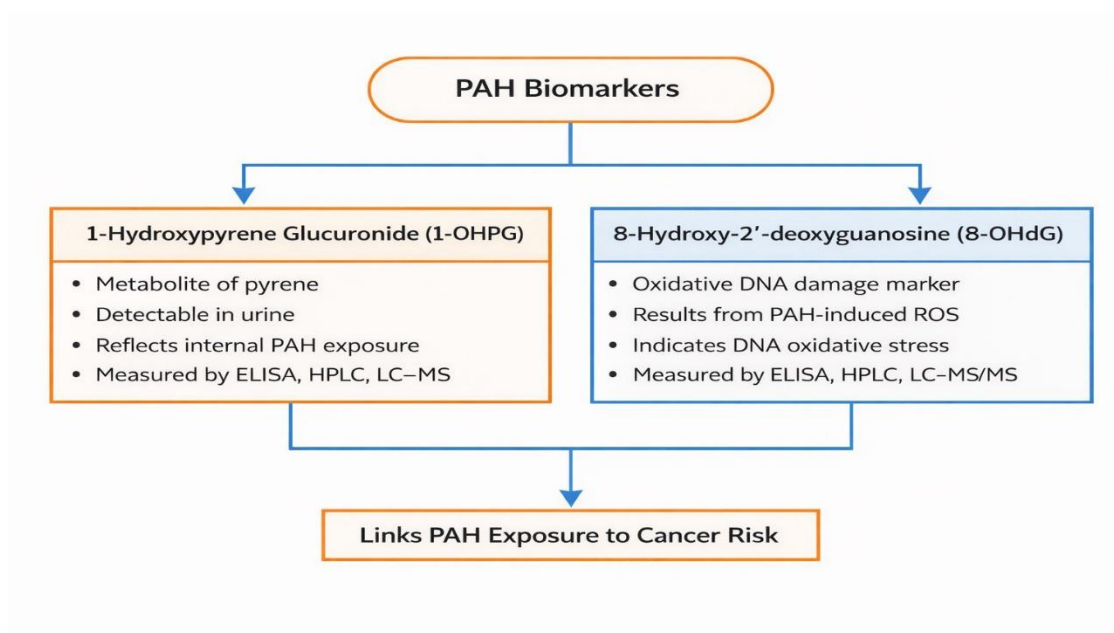 PAH Biomarkers
1-Hydroxypyrene Glucuronide (1-OHPG)
• Metabolite of pyrene
• Detectable in urine
• Reflects internal PAH exposure
• Measured by ELISA, HPLC, LC–MS
8-Hydroxy-2′-deoxyguanosine (8-OHdG)
• Oxidative DNA damage marker
• Results from PAH-induced ROS
• Indicates DNA oxidative stress
• Measured by ELISA, HPLC, LC–MS/MS
Links PAH Exposure to Cancer Risk